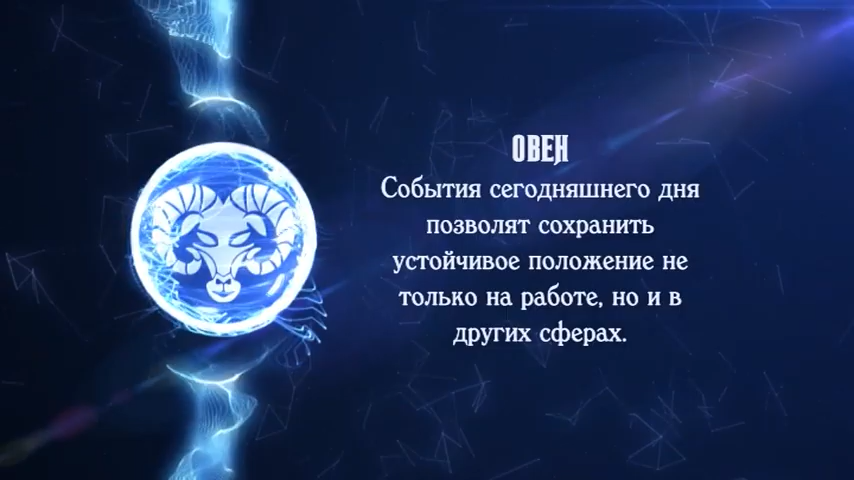 ОВЕН
События сегодняшнего дня
позволят сохранить
устойчивое положение не
только на работе, но и в
других сферах.